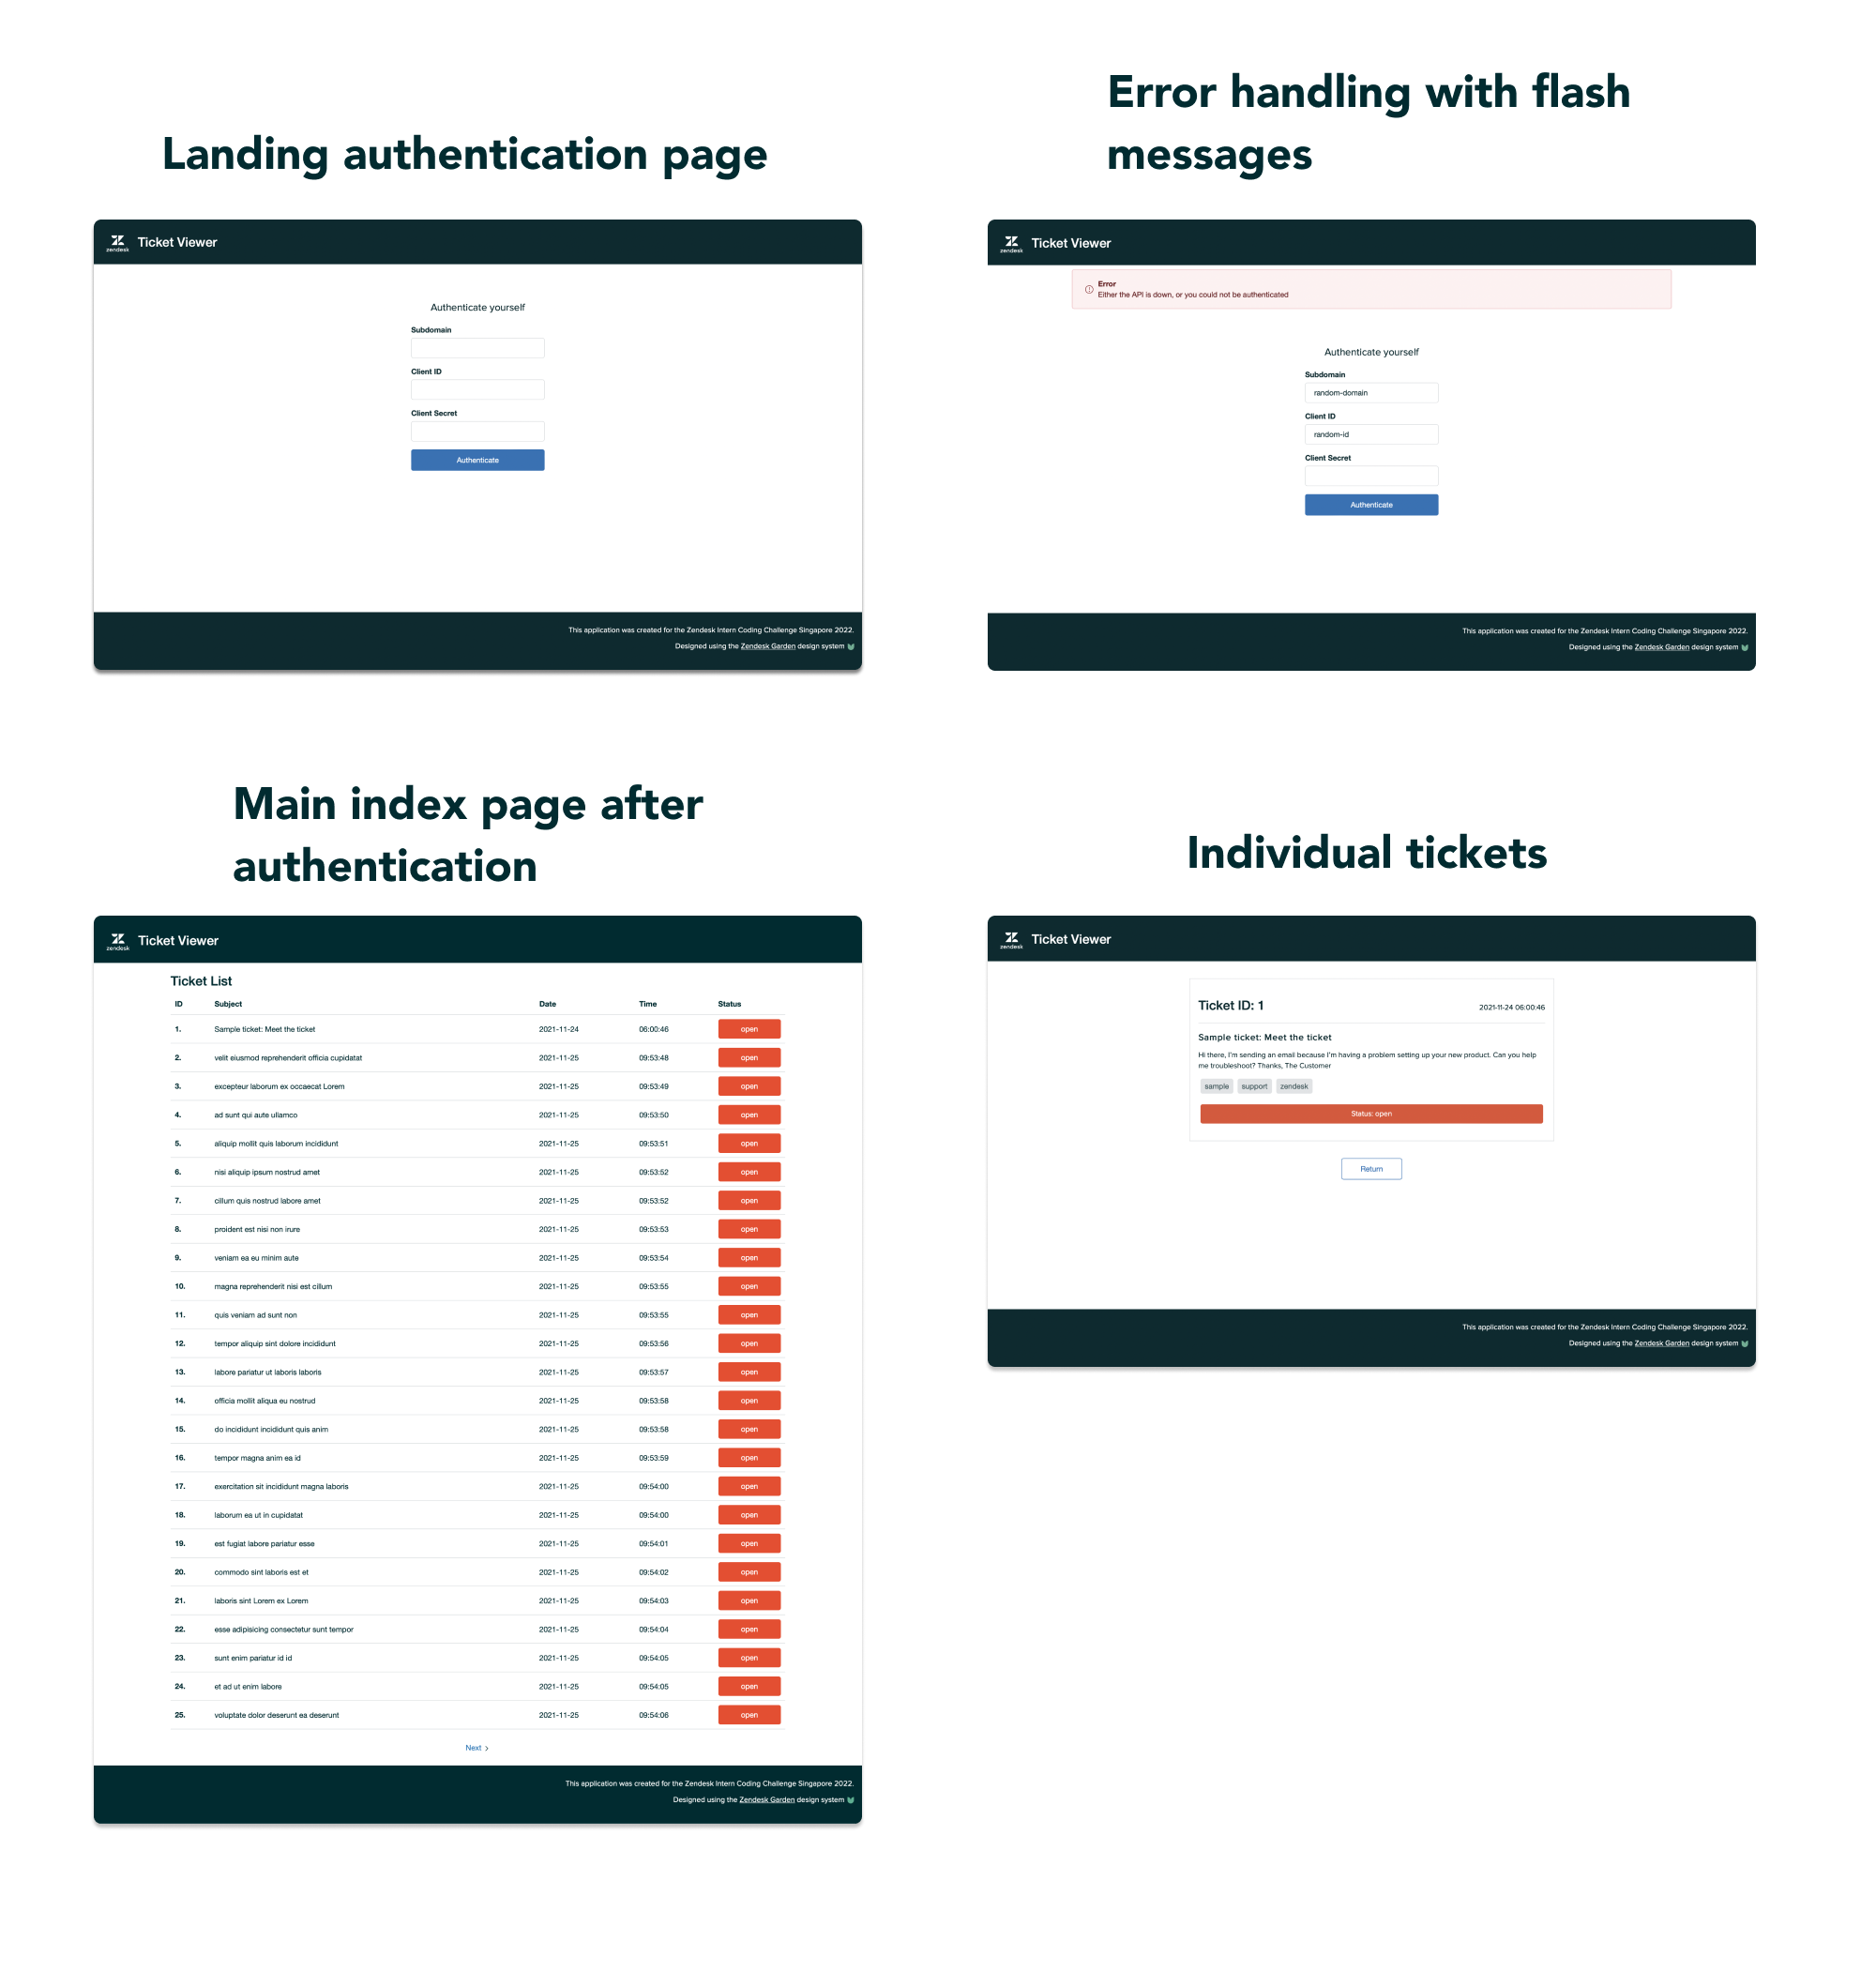 Landing authentication page
zendesk Ticket Viewer
Authenticate yourself
Subdomain
Client ID
Client Secret
Authenticate
This application was created for the Zendesk Intern Coding Challenge Singapore 2022.
Designed using the Zendesk Garden design system
Error handling with flash
messages
zendesk Ticket Viewer
Error
Either the API is down, or you could not be authenticated
Authenticate yourself
Subdomain
random-domain
Client ID
random-id
Client Secret
Authenticate
This application was created for the Zendesk Intern Coding Challenge Singapore 2022.
Designed using the Zendesk Garden design system
Main index page after
authentication
zendesk Ticket Viewer
Ticket List
ID Subject Date Time Status
1. Sample ticket: Meet the ticket 2021-11-24 06:00:46 open
2. velit eiusmod reprehenderit officia cupidatat 2021-11-25 09:53:48 open
3. excepteur laborum ex occaecat Lorem 2021-11-25 09:53:49 open
4. ad sunt qui aute ullamco 2021-11-25 09:53:50 open
5. aliquip mollit quis laborum incididunt 2021-11-25 09:53:51 open
6. nisi aliquip ipsum nostrud amet 2021-11-25 09:53:52 open
7. cillum quis nostrud labore amet 2021-11-25 09:53:52 open
8. proident est nisi non irure 2021-11-25 09:53:53 open
9. veniam ea eu minim aute 2021-11-25 09:53:54 open
10. magna reprehenderit nisi est cillum 2021-11-25 09:53:55 open
11. quis veniam ad sunt non 2021-11-25 09:53:55 open
12. tempor aliquip sint dolore incididunt 2021-11-25 09:53:56 open
13. labore pariatur ut laboris laboris 2021-11-25 09:53:57 open
14. officia mollit aliqua eu nostrud 2021-11-25 09:53:58 open
15. do incididunt incididunt quis anim 2021-11-25 09:53:58 open
16. tempor magna anim ea id 2021-11-25 09:53:59 open
17. exercitation sit incididunt magna laboris 2021-11-25 09:54:00 open
18. laborum ea ut in cupidatat 2021-11-25 09:54:00 open
19. est fugiat labore pariatur esse 2021-11-25 09:54:01 open
20. commodo sint laboris est et 2021-11-25 09:54:02 open
21. laboris sint Lorem ex Lorem 2021-11-25 09:54:03 open
22. esse adipisicing consectetur sunt tempor 2021-11-25 09:54:04 open
23. sunt enim pariatur id id 2021-11-25 09:54:05 open
24. et ad ut enim labore 2021-11-25 09:54:05 open
25. voluptate dolor deserunt ea deserunt 2021-11-25 09:54:06 open
Next >
This application was created for the Zendesk Intern Coding Challenge Singapore 2022.
Designed using the Zendesk Garden design system
Individual tickets
zendesk Ticket Viewer
Ticket ID: 1 2021-11-24 06:00:46
Sample ticket: Meet the ticket
Hi there, I'm sending an email because I'm having a problem setting up your new product. Can you help
me troubleshoot? Thanks, The Customer
sample support zendesk
Status: open
Return
This application was created for the Zendesk Intern Coding Challenge Singapore 2022.
Designed using the Zendesk Garden design system